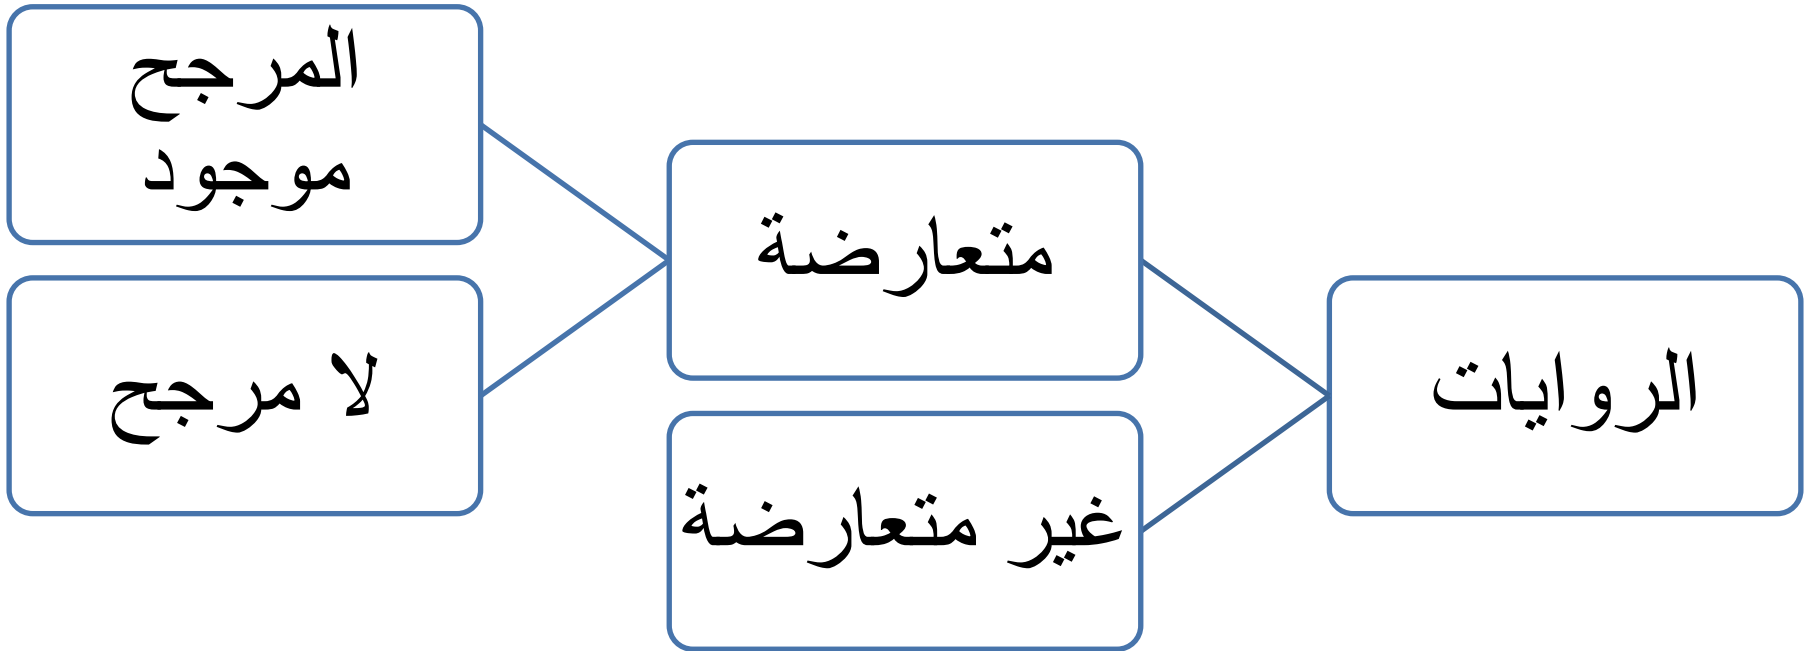 الروايات
متعارضة
المرجح
موجود
لا مرجح
غير متعارضة